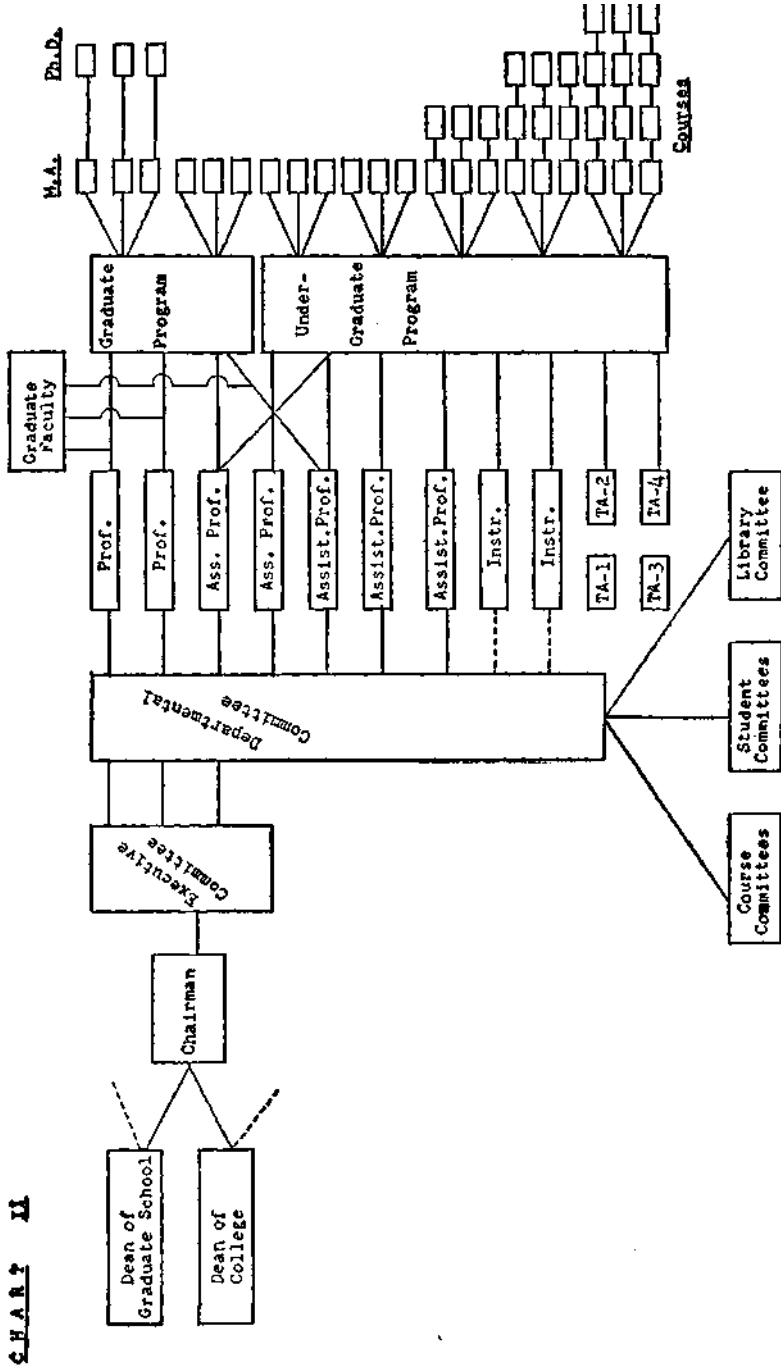 CHART II
Dean of
Graduate School
Dean of
College
Chairman
Executive
Committee
Departmental
Committee
Course
Committees
Student
Committees
Library
Committee
Prof.
Prof.
Ass. Prof.
Ass. Prof.
Assist.Prof.
Assist.Prof.
Assist.Prof.
Instr.
Instr.
TA-1
TA-2
TA-3
TA-4
Graduate
Faculty
Graduate
Program
Under-
Graduate
Program
M.A.
Ph.D.
Courses